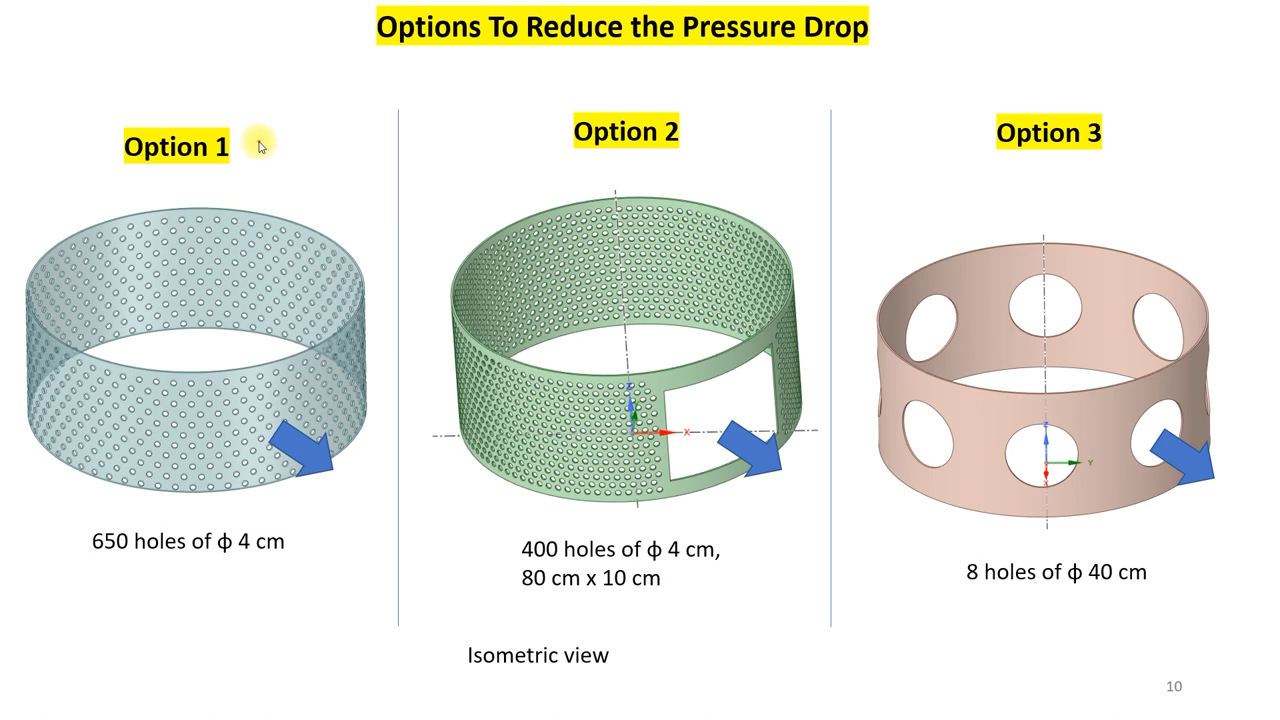 Options To Reduce the Pressure Drop
Option 1
Option 2
Option 3
Z
X
Z
Y
X
650 holes of ϕ 4 cm
400 holes of ϕ 4 cm,
80 cm x 10 cm
8 holes of ϕ 40 cm
Isometric view
10